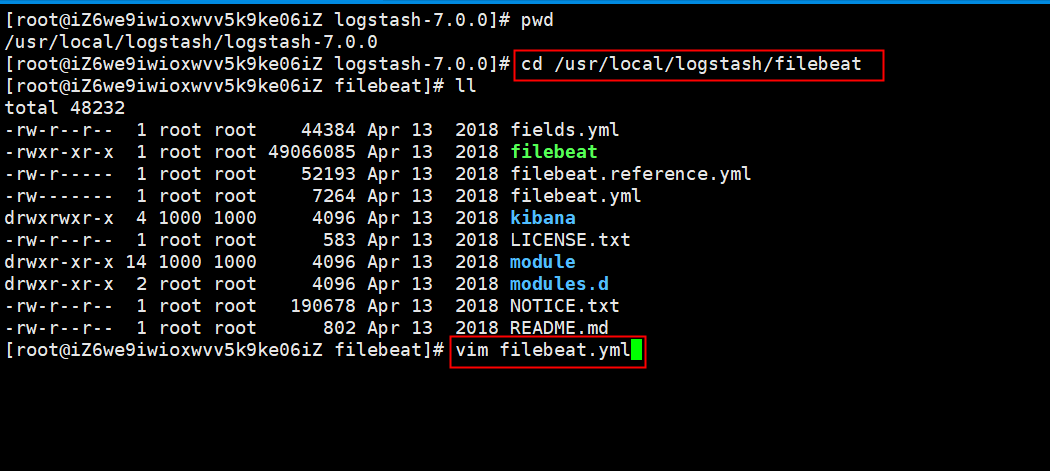 [root@iZ6we9iwioxwvv5k9ke06iZ logstash-7.0.0]# pwd
/usr/local/logstash/logstash-7.0.0
[root@iZ6we9iwioxwvv5k9ke06iZ logstash-7.0.0]# cd /usr/local/logstash/filebeat
[root@iZ6we9iwioxwvv5k9ke06iZ filebeat]# ll
total 48232
-rw-r--r--  1 root root    44384 Apr 13  2018 fields.yml
-rwxr-xr-x  1 root root 49066085 Apr 13  2018 filebeat
-rw-r-----  1 root root    52193 Apr 13  2018 filebeat.reference.yml
-rw-------  1 root root     7264 Apr 13  2018 filebeat.yml
drwxrwxr-x  4 1000 1000     4096 Apr 13  2018 kibana
-rw-r--r--  1 root root      583 Apr 13  2018 LICENSE.txt
drwxr-xr-x 14 1000 1000     4096 Apr 13  2018 module
drwxr-xr-x  2 root root     4096 Apr 13  2018 modules.d
-rw-r--r--  1 root root   190678 Apr 13  2018 NOTICE.txt
-rw-r--r--  1 root root      802 Apr 13  2018 README.md
[root@iZ6we9iwioxwvv5k9ke06iZ filebeat]# vim filebeat.yml